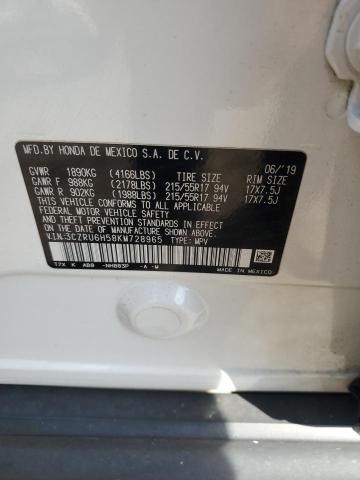 MFD.BY HONDA DE MEXICO S.A. DE C.V.
06/'19
GVWR 1890KG (4166LBS) TIRE SIZE RIM SIZE
GAWR F 988KG (2178LBS) 215/55R17 94V 17X7.5J
GAWR R 902KG (1988LBS) 215/55R17 94V 17X7.5J
THIS VEHICLE CONFORMS TO ALL APPLICABLE
FEDERAL MOTOR VEHICLE SAFETY AND THEFT
PREVENTION STANDARDS IN EFFECT ON THE DATE
OF MANUFACTURE SHOWN ABOVE.
V.I.N:3CZRU6H58KM728965 TYPE: MPV
T7X K AB0 -NH883P -A -W